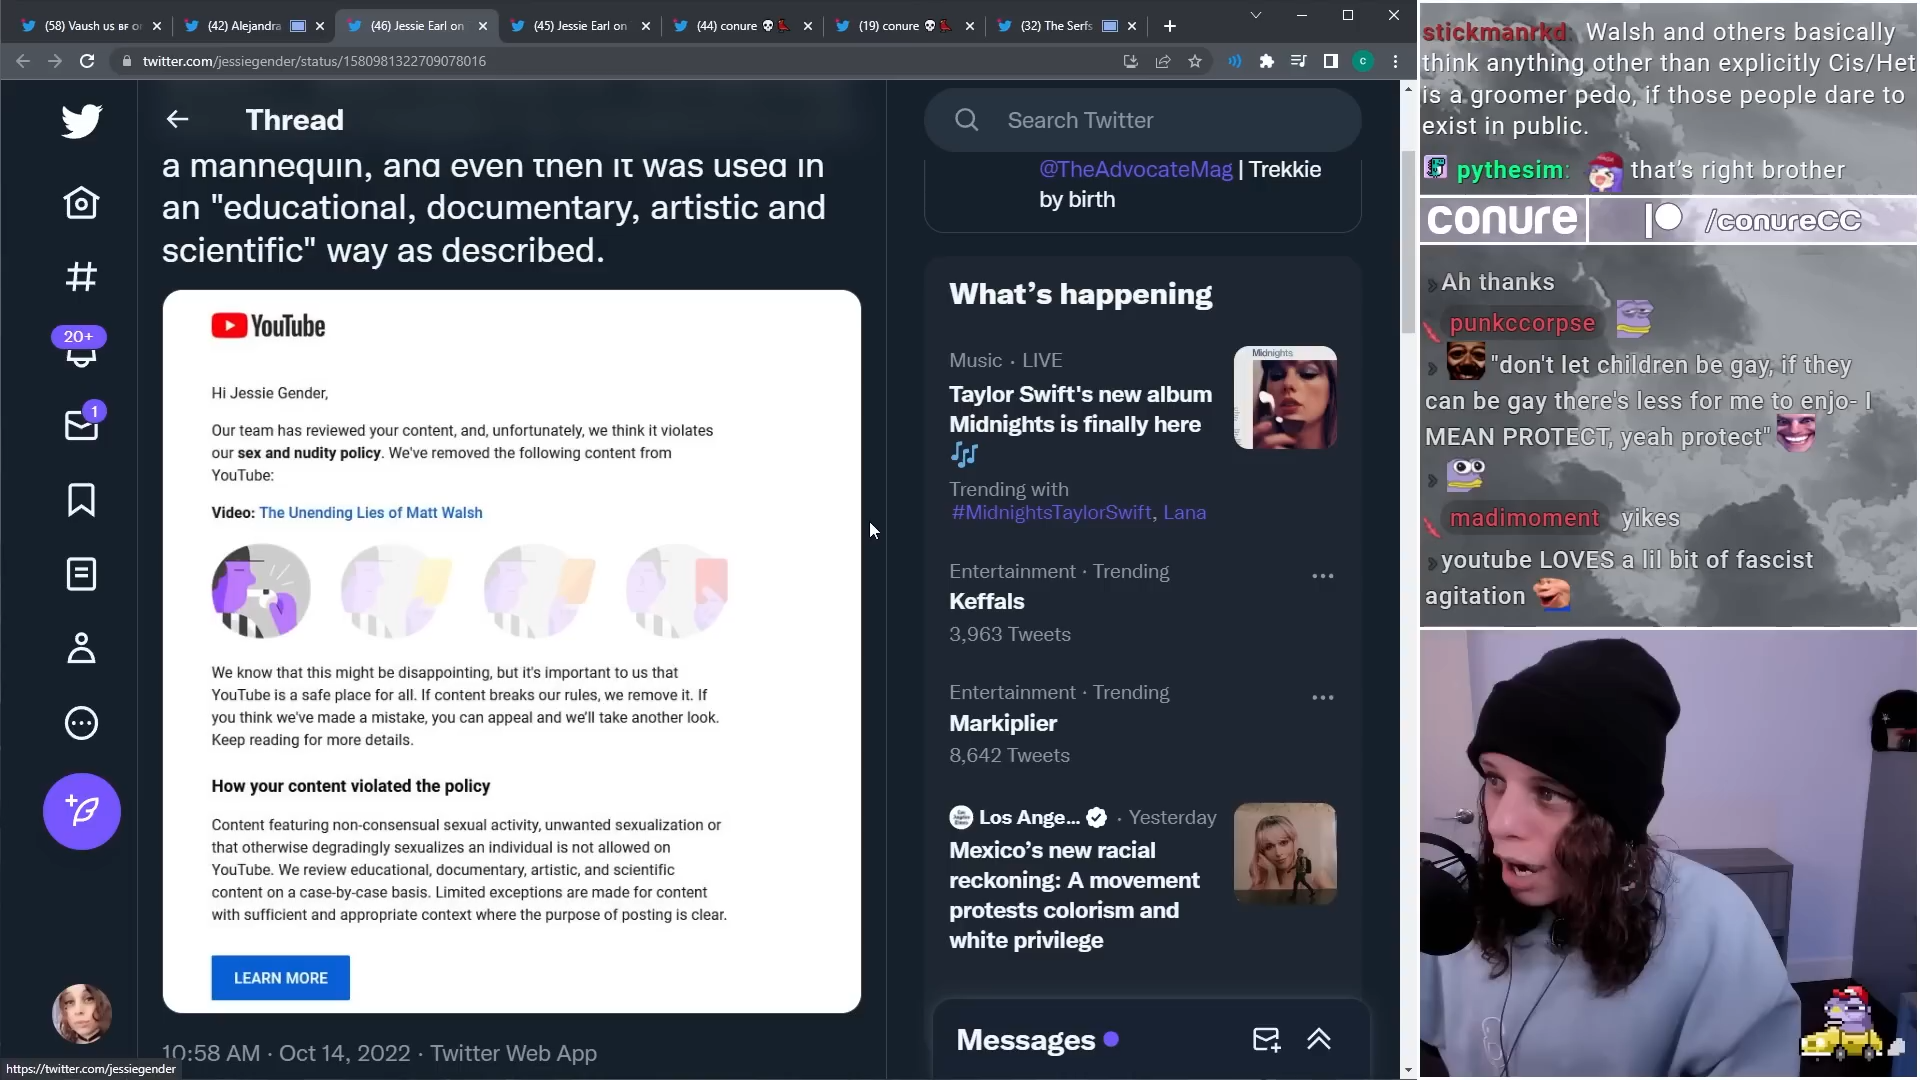 (58) Vaush us BF or
(42) Alejandra
(46) Jessie Earl on
(45) Jessie Earl on
(44) conure
(19) conure
(32) The Serfs
twitter.com/jessiegender/status/1580981322709078016
Thread
a mannequin, and even then it was used in
an "educational, documentary, artistic and
scientific" way as described.
YouTube
Hi Jessie Gender,
Our team has reviewed your content, and, unfortunately, we think it violates
our sex and nudity policy. We've removed the following content from
YouTube:
Video: The Unending Lies of Matt Walsh
We know that this might be disappointing, but it's important to us that
YouTube is a safe place for all. If content breaks our rules, we remove it. If
you think we've made a mistake, you can appeal and we'll take another look.
Keep reading for more details.
How your content violated the policy
Content featuring non-consensual sexual activity, unwanted sexualization or
that otherwise degradingly sexualizes an individual is not allowed on
YouTube. We review educational, documentary, artistic, and scientific
content on a case-by-case basis. Limited exceptions are made for content
with sufficient and appropriate context where the purpose of posting is clear.
LEARN MORE
10:58 AM · Oct 14, 2022 · Twitter Web App
https://twitter.com/jessiegender
20+
1
Search Twitter
@TheAdvocateMag | Trekkie
by birth
What's happening
Music · LIVE
Taylor Swift's new album
Midnights is finally here
Trending with
#MidnightsTaylorSwift, Lana
Midnights
Entertainment · Trending
Keffals
3,963 Tweets
Entertainment · Trending
Markiplier
8,642 Tweets
Los Ange... · Yesterday
Mexico's new racial
reckoning: A movement
protests colorism and
white privilege
Messages
stickmanrkd: Walsh and others basically
think anything other than explicitly Cis/Het
is a groomer pedo, if those people dare to
exist in public.
pythesim: that's right brother
conure /conureCC
Ah thanks
punkccorpse
"don't let children be gay, if they
can be gay there's less for me to enjo- I
MEAN PROTECT, yeah protect"
madimoment yikes
youtube LOVES a lil bit of fascist
agitation